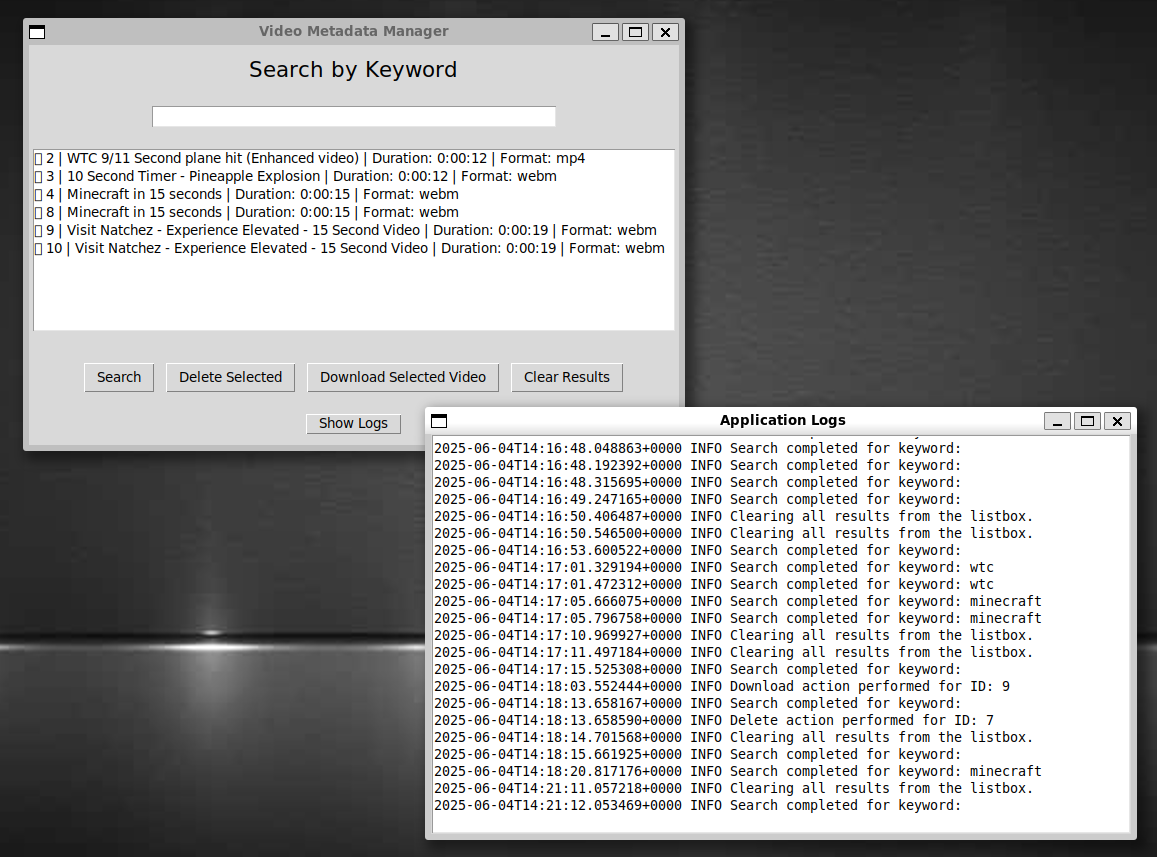 Video Metadata Manager
Search by Keyword
2 | WTC 9/11 Second plane hit (Enhanced video) | Duration: 0:00:12 | Format: mp4
3 | 10 Second Timer - Pineapple Explosion | Duration: 0:00:12 | Format: webm
4 | Minecraft in 15 seconds | Duration: 0:00:15 | Format: webm
8 | Minecraft in 15 seconds | Duration: 0:00:15 | Format: webm
9 | Visit Natchez - Experience Elevated - 15 Second Video | Duration: 0:00:19 | Format: webm
10 | Visit Natchez - Experience Elevated - 15 Second Video | Duration: 0:00:19 | Format: webm
Search Delete Selected Download Selected Video Clear Results
Show Logs
Application Logs
2025-06-04T14:16:48.048863+0000 INFO Search completed for keyword:
2025-06-04T14:16:48.192392+0000 INFO Search completed for keyword:
2025-06-04T14:16:48.315695+0000 INFO Search completed for keyword:
2025-06-04T14:16:49.247165+0000 INFO Search completed for keyword:
2025-06-04T14:16:50.406487+0000 INFO Clearing all results from the listbox.
2025-06-04T14:16:50.546500+0000 INFO Clearing all results from the listbox.
2025-06-04T14:16:53.600522+0000 INFO Search completed for keyword:
2025-06-04T14:17:01.329194+0000 INFO Search completed for keyword: wtc
2025-06-04T14:17:01.472312+0000 INFO Search completed for keyword: wtc
2025-06-04T14:17:05.666075+0000 INFO Search completed for keyword: minecraft
2025-06-04T14:17:05.796758+0000 INFO Search completed for keyword: minecraft
2025-06-04T14:17:10.969927+0000 INFO Clearing all results from the listbox.
2025-06-04T14:17:11.497184+0000 INFO Clearing all results from the listbox.
2025-06-04T14:17:15.525308+0000 INFO Search completed for keyword:
2025-06-04T14:18:03.552444+0000 INFO Download action performed for ID: 9
2025-06-04T14:18:13.658167+0000 INFO Search completed for keyword:
2025-06-04T14:18:13.658590+0000 INFO Delete action performed for ID: 7
2025-06-04T14:18:14.701568+0000 INFO Clearing all results from the listbox.
2025-06-04T14:18:15.661925+0000 INFO Search completed for keyword:
2025-06-04T14:18:20.817176+0000 INFO Search completed for keyword: minecraft
2025-06-04T14:21:11.057218+0000 INFO Clearing all results from the listbox.
2025-06-04T14:21:12.053469+0000 INFO Search completed for keyword: